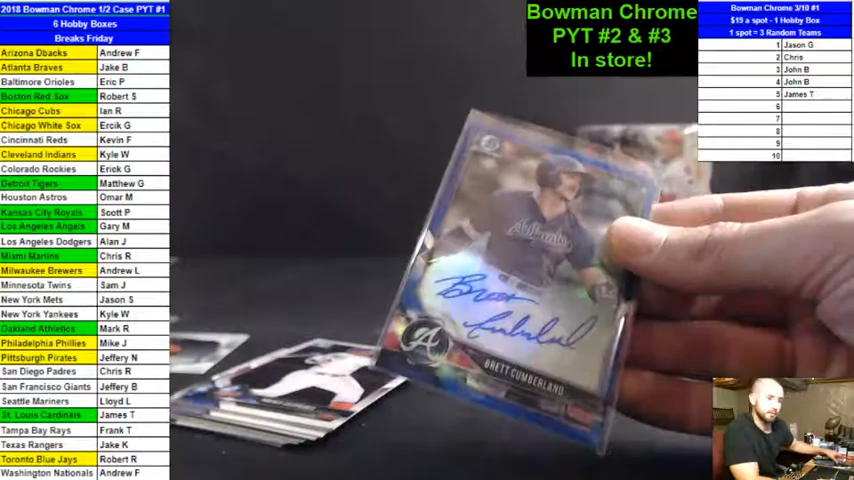 2018 Bowman Chrome 1/2 Case PYT #1
6 Hobby Boxes
Breaks Friday
Arizona Dbacks Andrew F
Atlanta Braves Jake B
Baltimore Orioles Eric P
Boston Red Sox Robert S
Chicago Cubs Ian R
Chicago White Sox Ercik G
Cincinnati Reds Kevin F
Cleveland Indians Kyle W
Colorado Rockies Erick G
Detroit Tigers Matthew G
Houston Astros Omar M
Kansas City Royals Scott P
Los Angeles Angels Gary M
Los Angeles Dodgers Alan J
Miami Marlins Chris R
Milwaukee Brewers Andrew L
Minnesota Twins Sam J
New York Mets Jason S
New York Yankees Kyle W
Oakland Athletics Mark R
Philadelphia Phillies Mike J
Pittsburgh Pirates Jeffery N
San Diego Padres Chris R
San Francisco Giants Jeffery B
Seattle Mariners Lloyd L
St. Louis Cardinals James T
Tampa Bay Rays Frank T
Texas Rangers Jake K
Toronto Blue Jays Robert R
Washington Nationals Andrew F
Bowman Chrome
PYT #2 & #3
In store!
Bowman Chrome 3/10 #1
$19 a spot - 1 Hobby Box
1 spot = 3 Random Teams
1 Jason G
2 Chris
3 John B
4 John B
5 James T
6
7
8
9
10
Braves
Brett Cumberland
A
BRETT CUMBERLAND